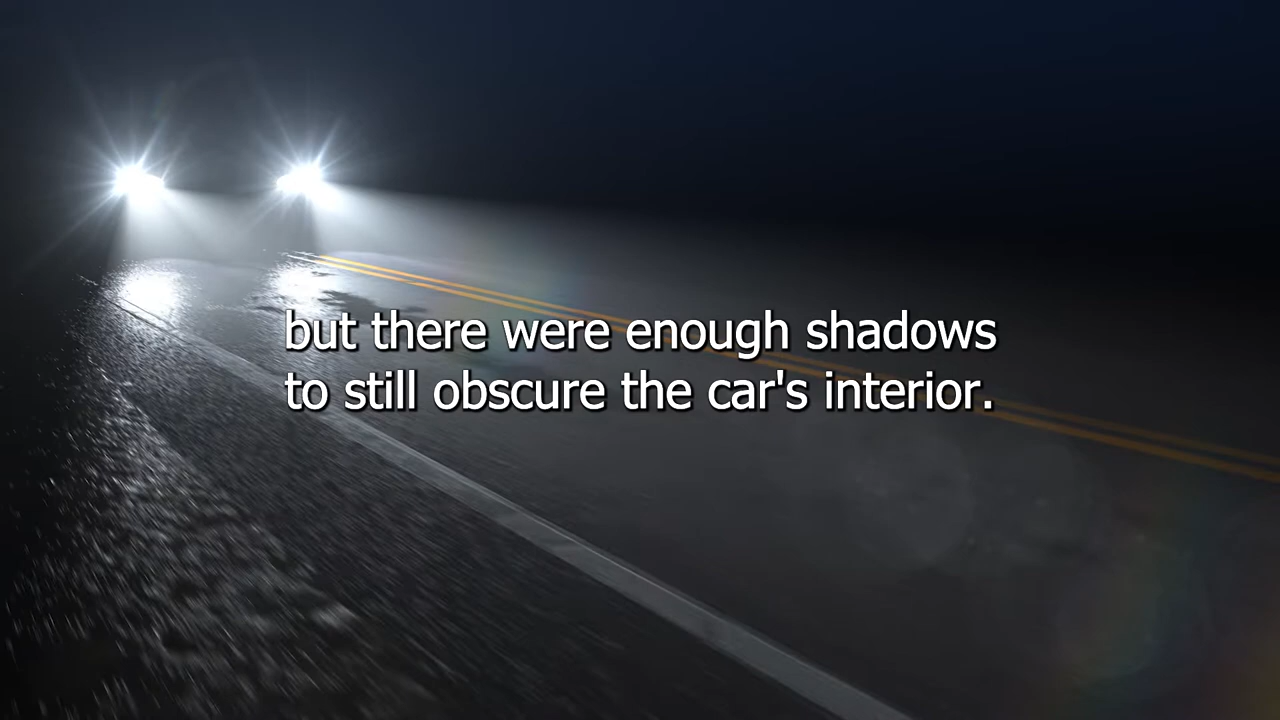 but there were enough shadows
to still obscure the car's interior.